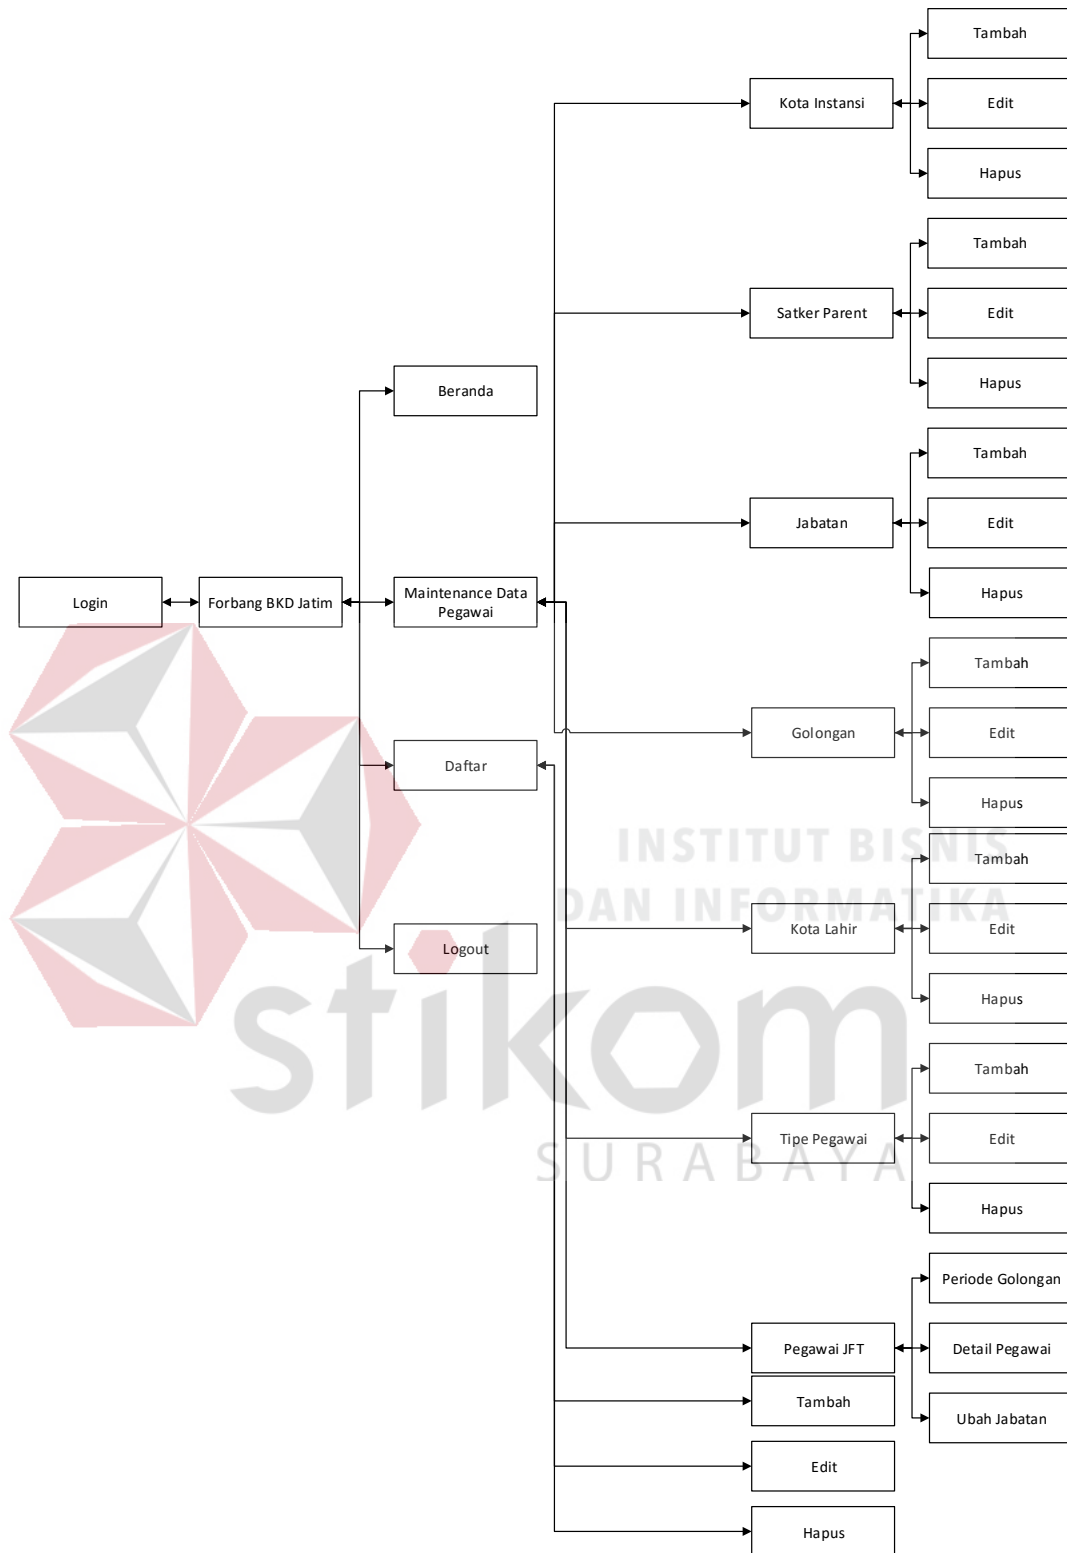 Tambah
Kota Instansi
Edit
Hapus
Tambah
Satker Parent
Edit
Hapus
Beranda
Tambah
Jabatan
Edit
Hapus
Login
Forbang BKD Jatim
Maintenance Data
Pegawai
Tambah
Golongan
Edit
Hapus
Daftar
INSTITUT BISNIS
DAN INFORMATIKA
Tambah
Kota Lahir
Edit
Hapus
Logout
stikom
SURABAYA
Tambah
Tipe Pegawai
Edit
Hapus
Periode Golongan
Pegawai JFT
Detail Pegawai
Ubah Jabatan
Tambah
Edit
Hapus